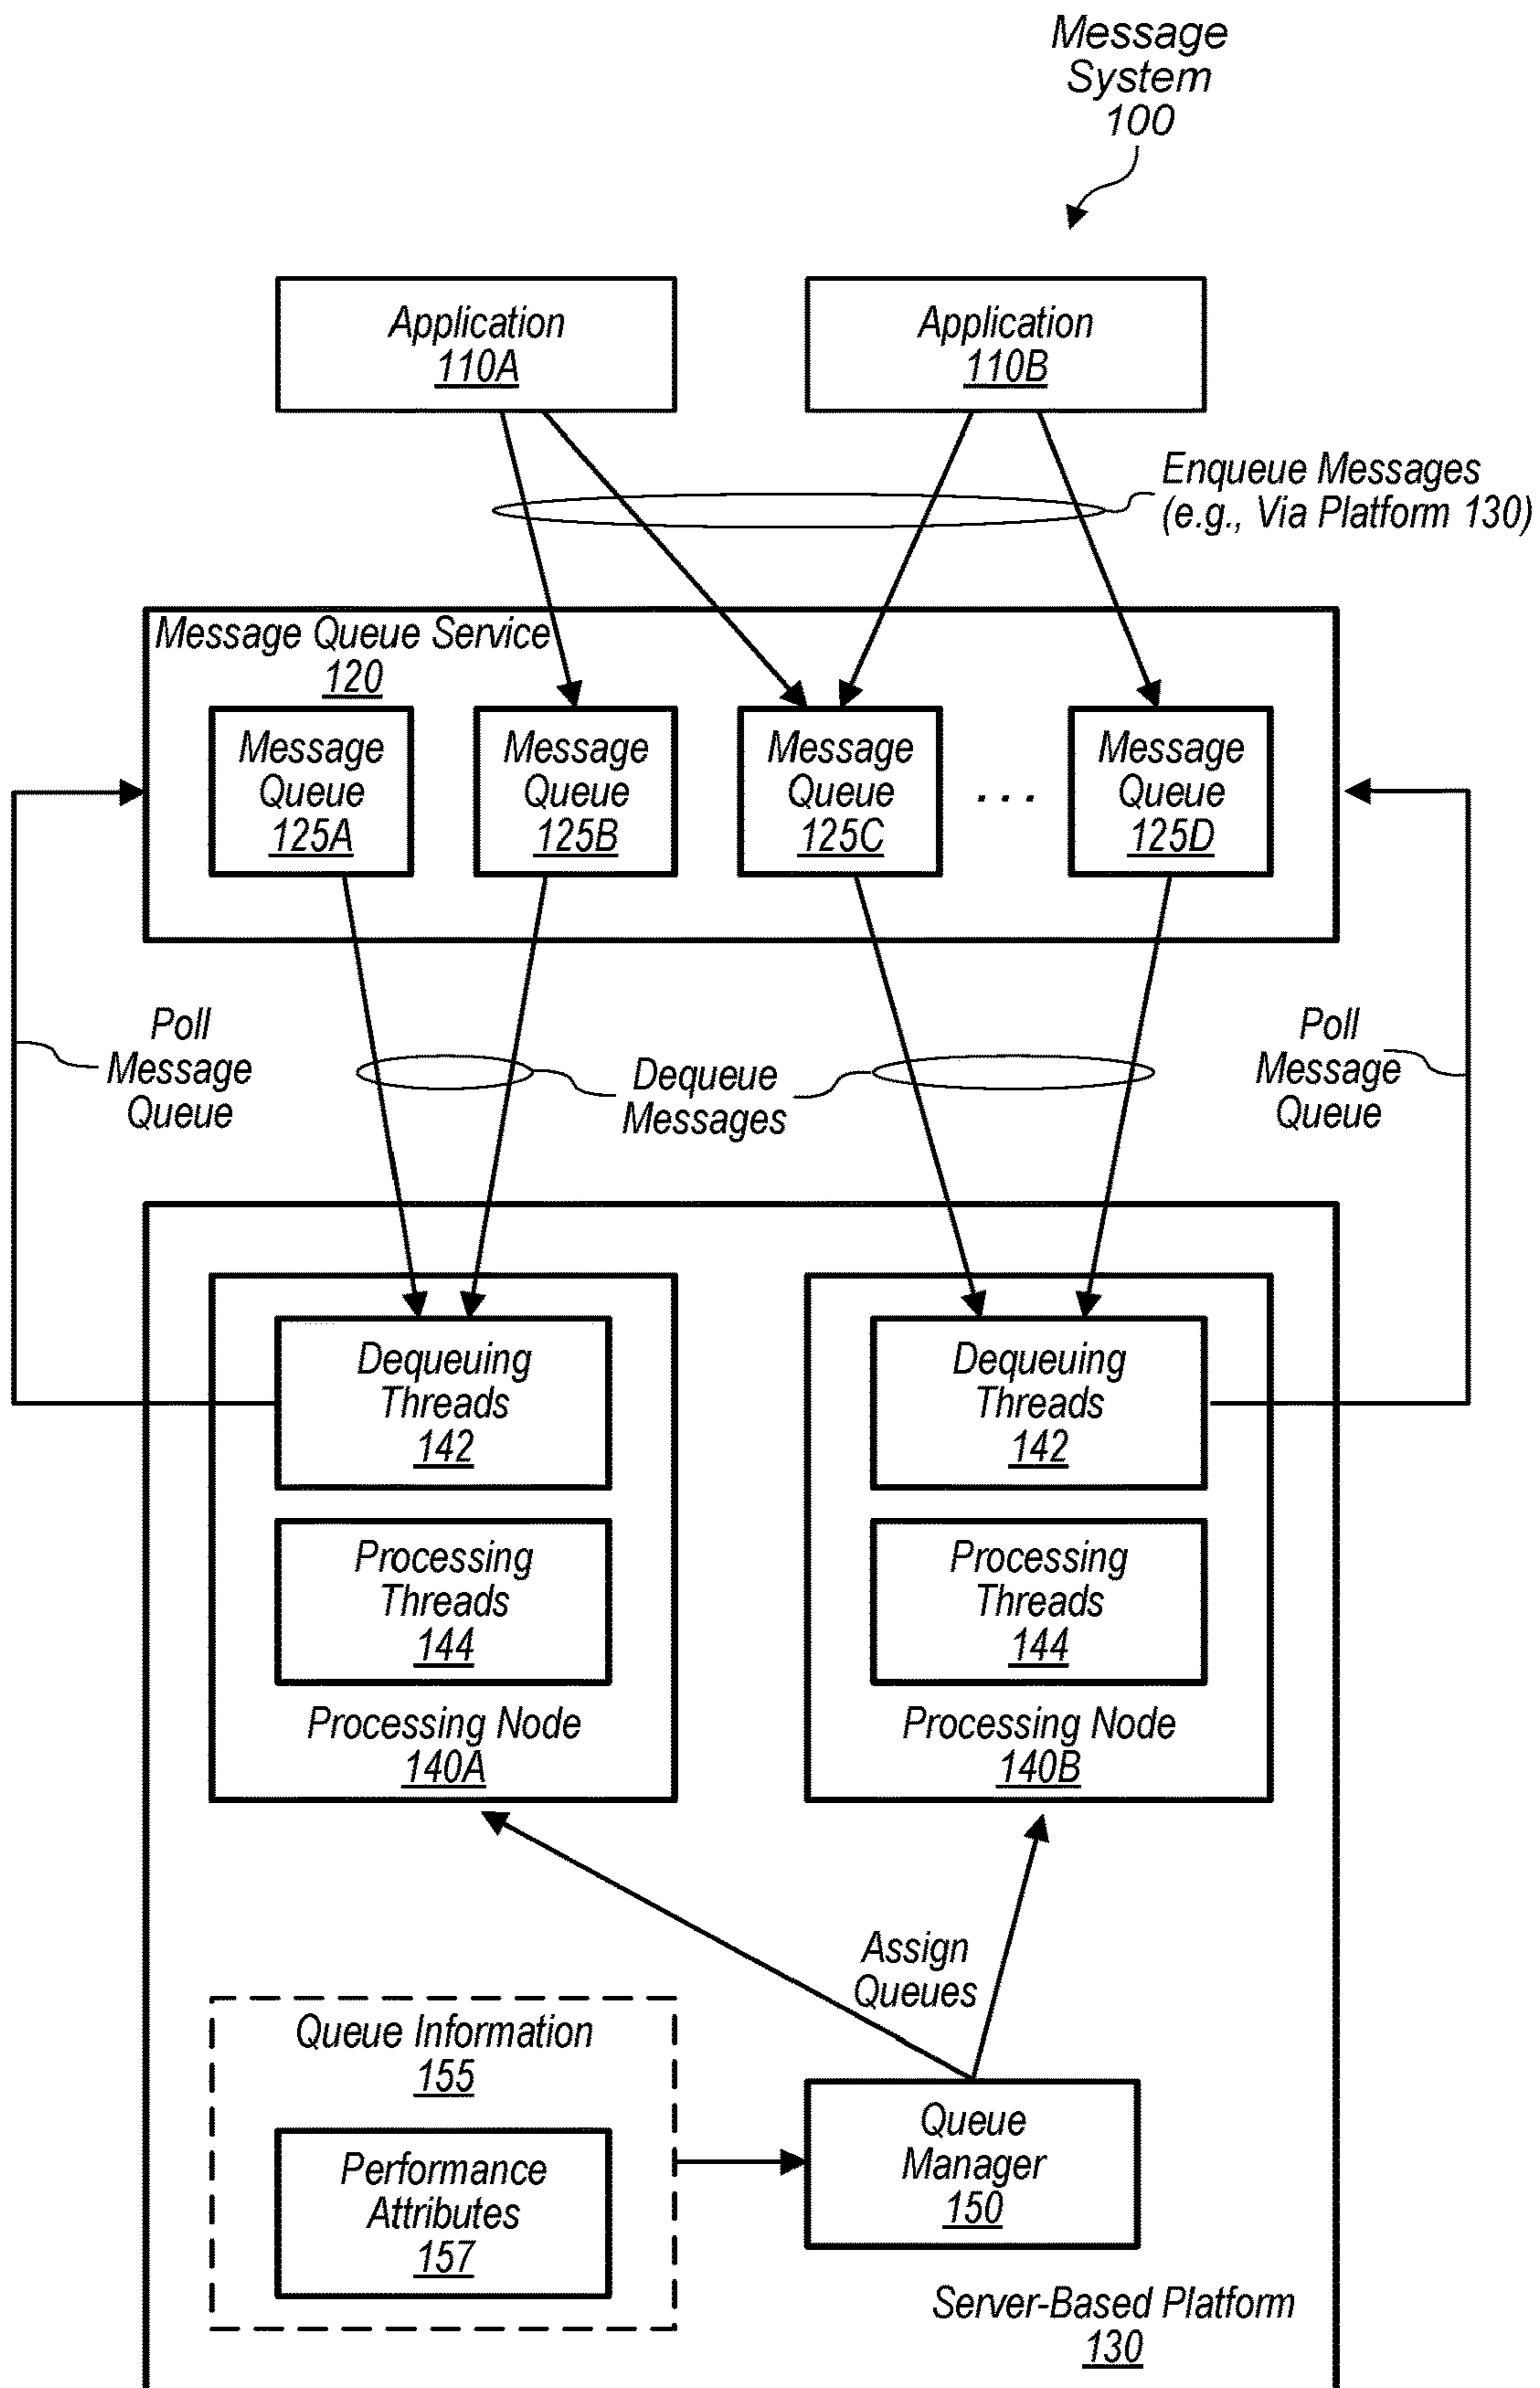 Message
System
100
Application
110A
Application
110B
Enqueue Messages
(e.g., Via Platform 130)
Message Queue Service
120
Message
Queue
125A
Message
Queue
125B
Message
Queue
125C
...
Message
Queue
125D
Poll
Message
Queue
Dequeue
Messages
Poll
Message
Queue
Dequeuing
Threads
142
Processing
Threads
144
Processing Node
140A
Dequeuing
Threads
142
Processing
Threads
144
Processing Node
140B
Assign
Queues
Queue Information
155
Performance
Attributes
157
Queue
Manager
150
Server-Based Platform
130